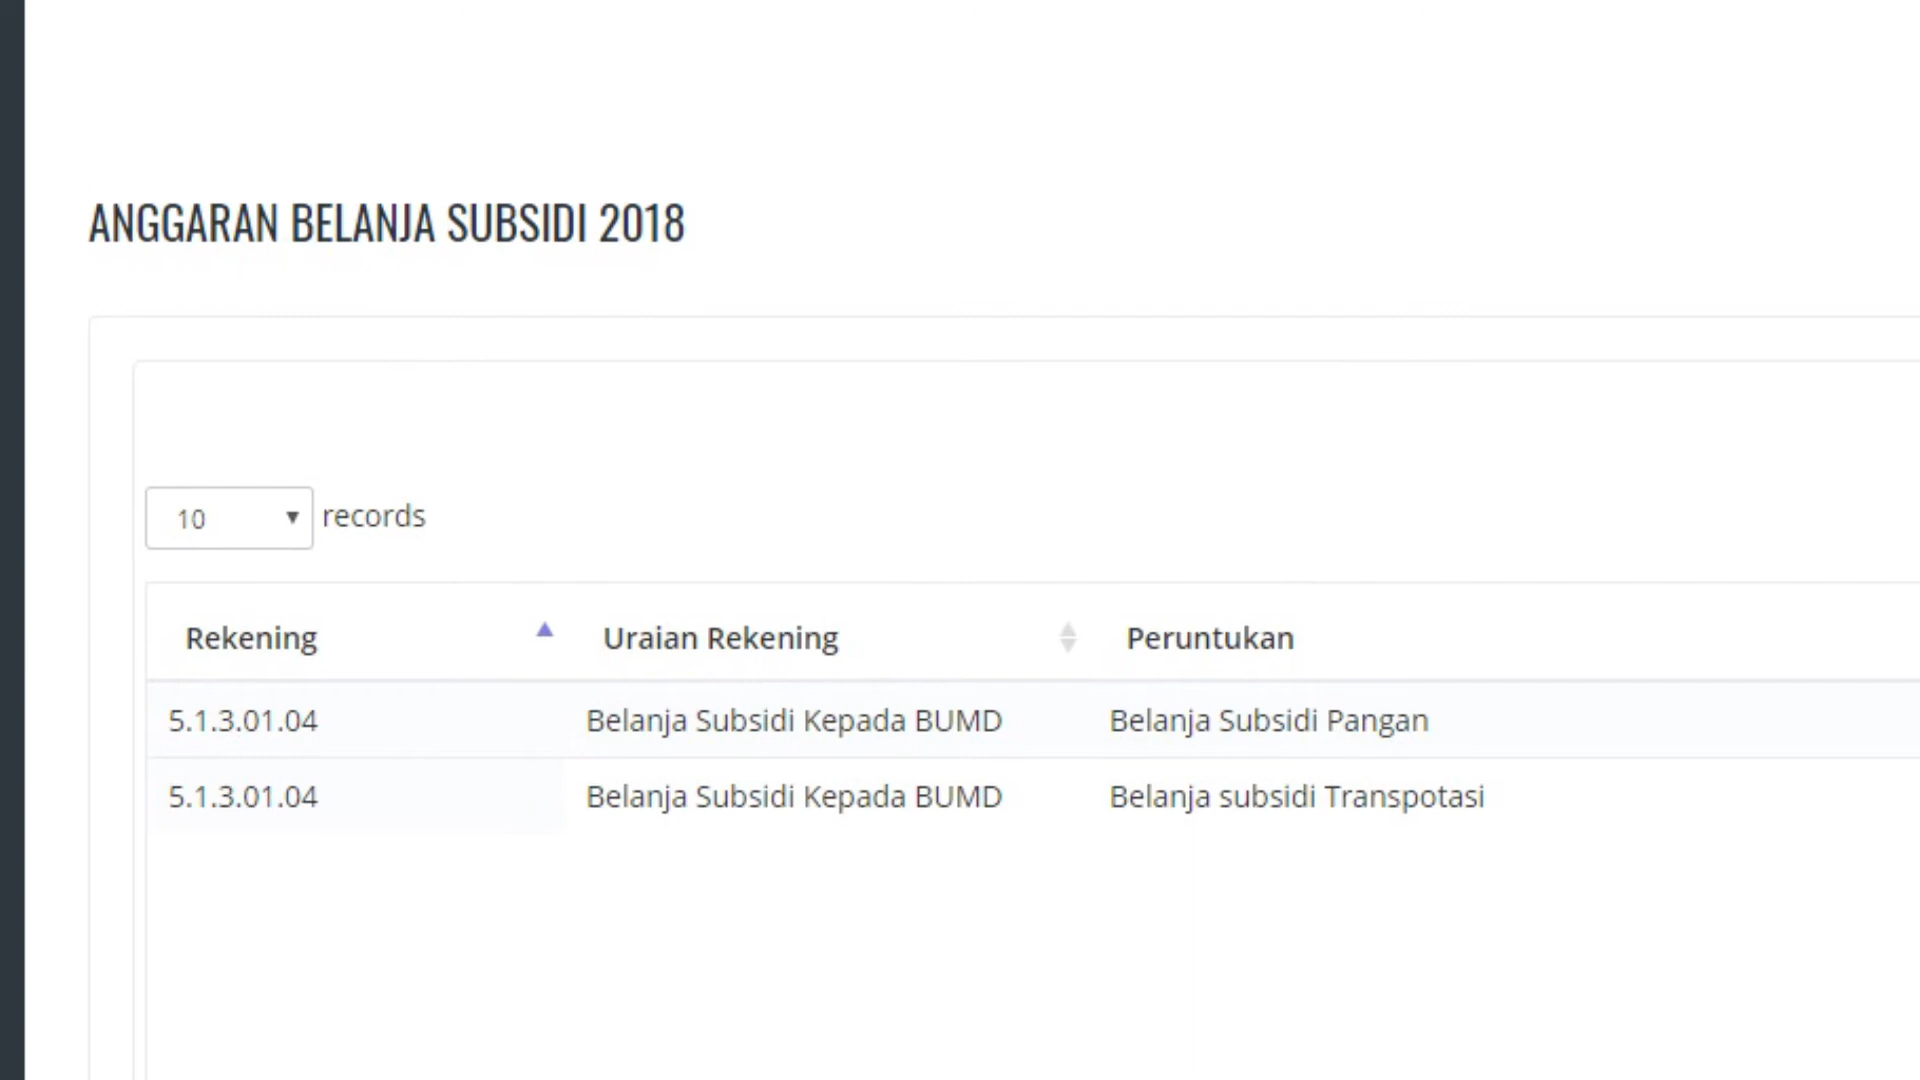 ANGGARAN BELANJA SUBSIDI 2018
10 records
Rekening Uraian Rekening Peruntukan
5.1.3.01.04 Belanja Subsidi Kepada BUMD Belanja Subsidi Pangan
5.1.3.01.04 Belanja Subsidi Kepada BUMD Belanja subsidi Transpotasi